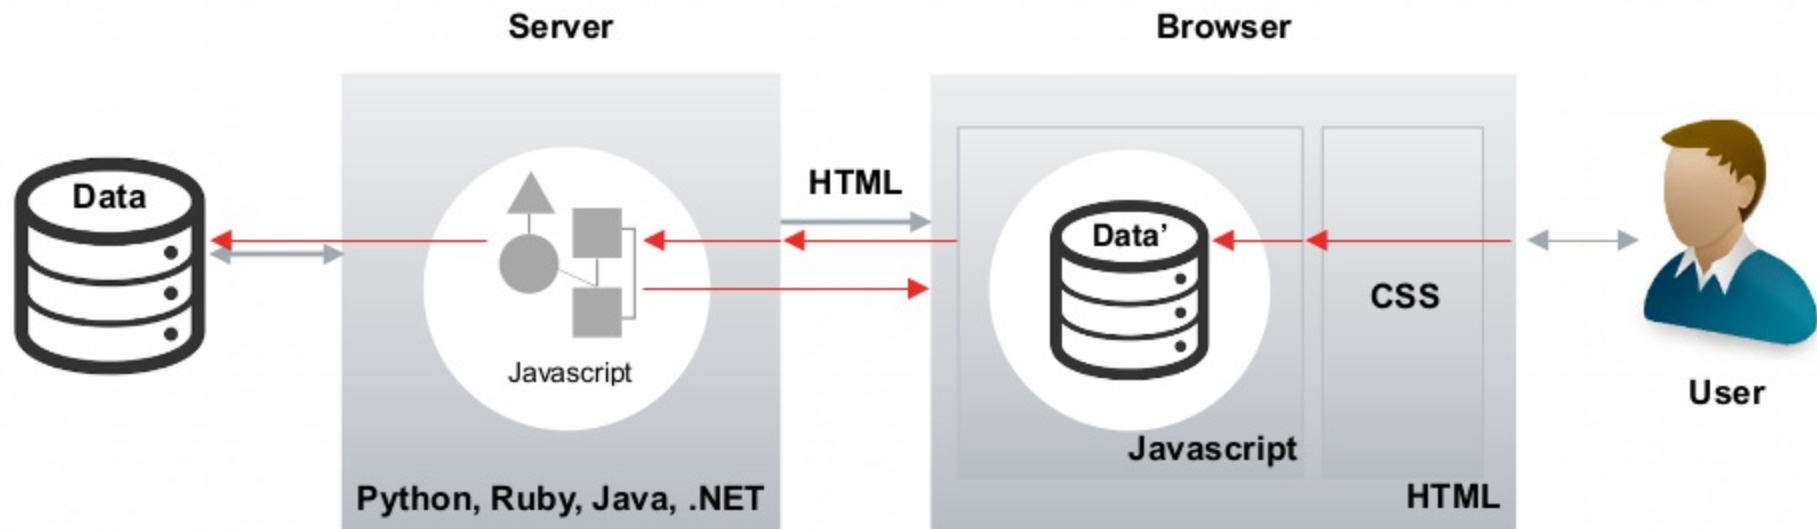 Server
Browser
Data
HTML
Data’
CSS
Javascript
User
Javascript
Python, Ruby, Java, .NET
HTML